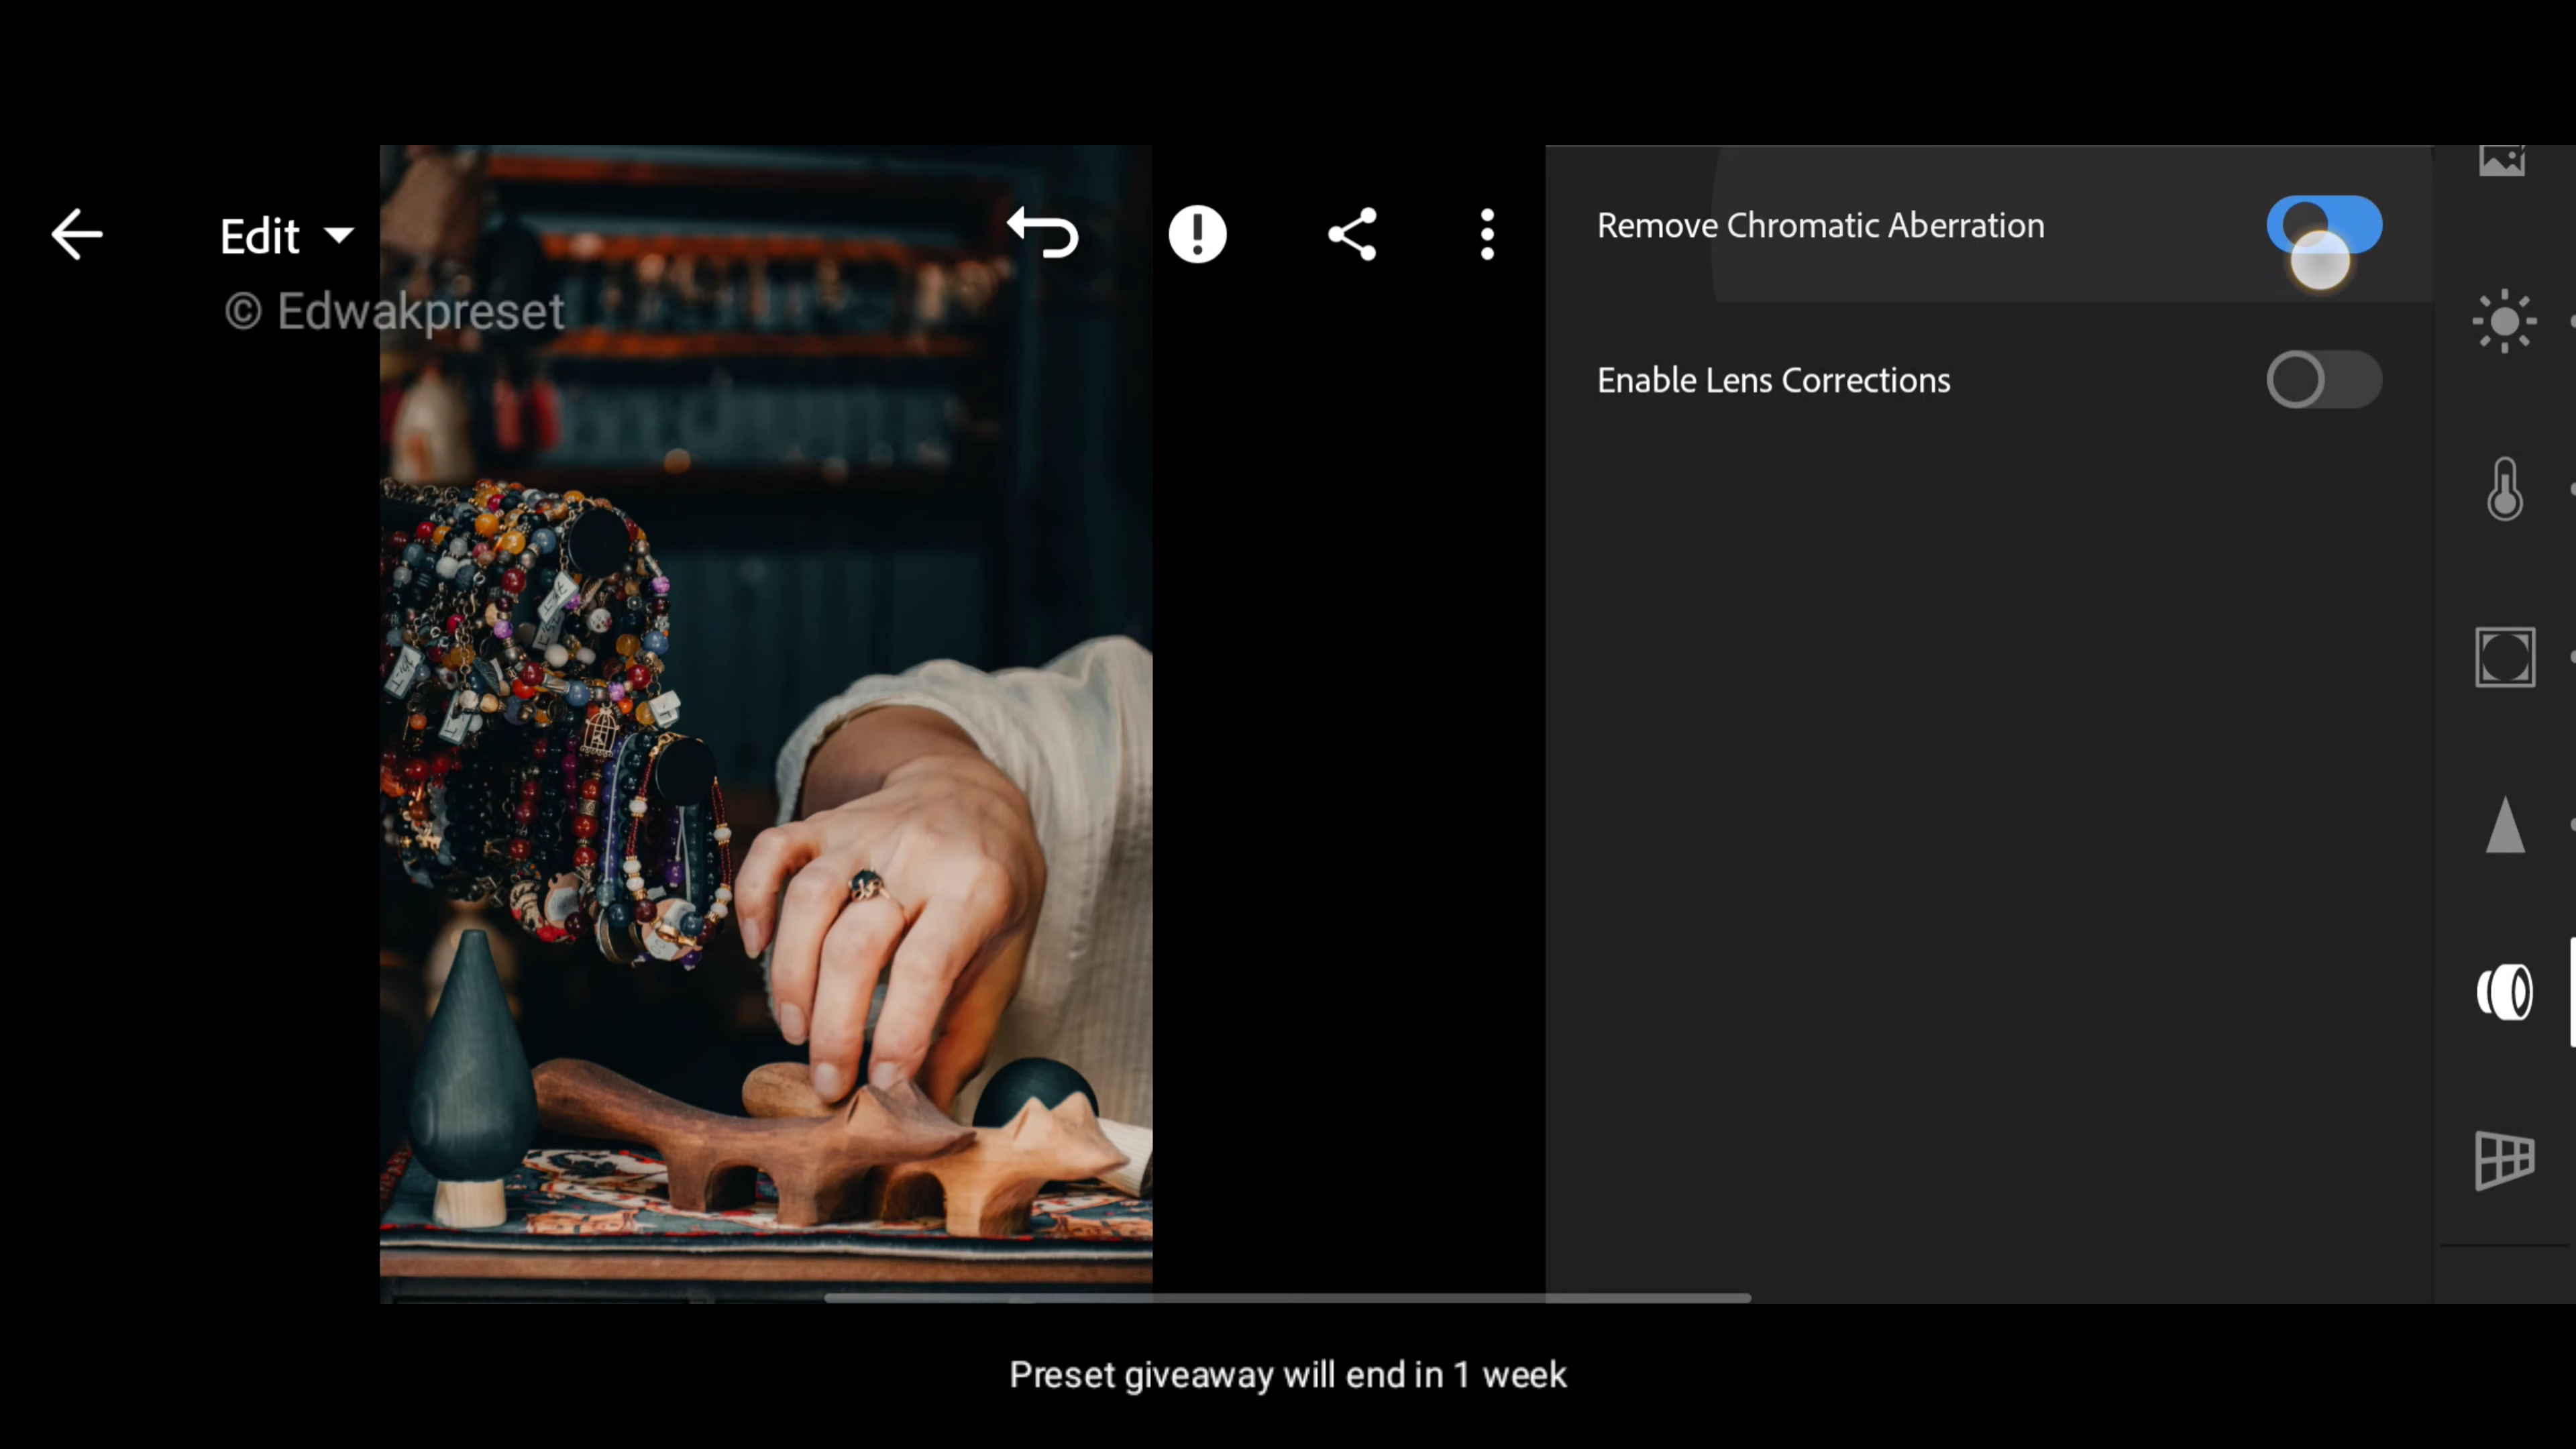 Edit
© Edwakpreset
Remove Chromatic Aberration
Enable Lens Corrections
Preset giveaway will end in 1 week